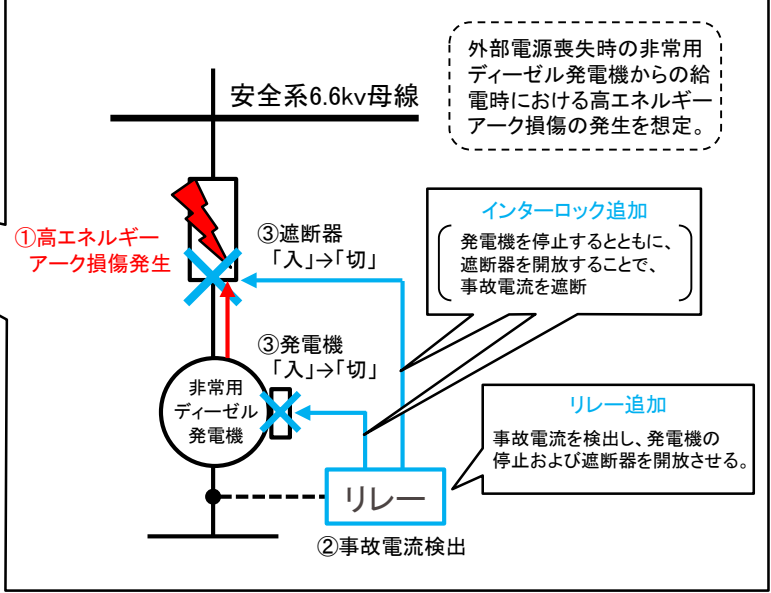 外部電源喪失時の非常用
ディーゼル発電機からの給
電時における高エネルギー
アーク損傷の発生を想定。
安全系6.6kv母線
①高エネルギー
アーク損傷発生
③遮断器
「入」→「切」
インターロック追加
発電機を停止するとともに、
遮断器を開放することで、
事故電流を遮断
③発電機
「入」→「切」
非常用
ディーゼル
発電機
リレー追加
事故電流を検出し、発電機の
停止および遮断器を開放させる。
リレー
②事故電流検出